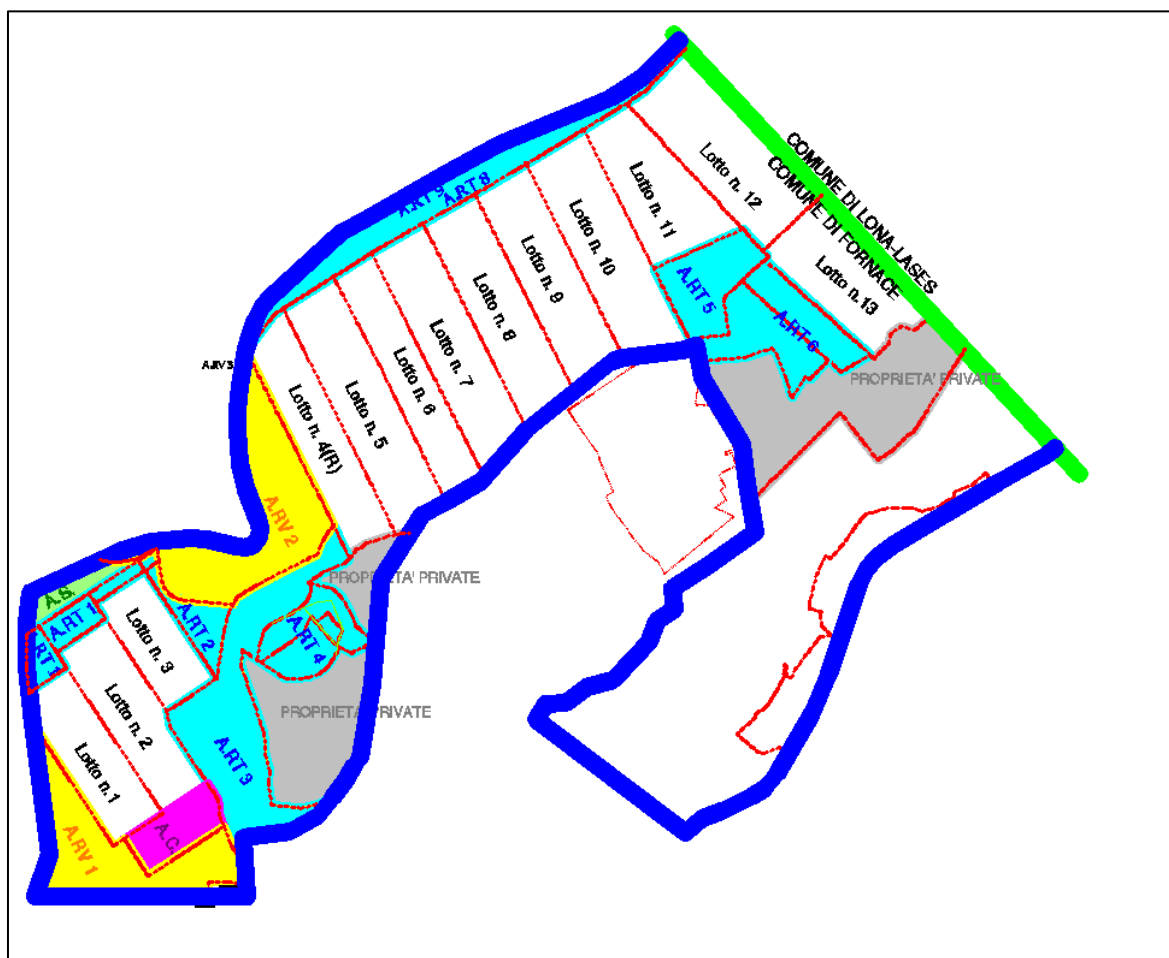 COMUNE DI LONA-LASES
COMUNE DI FORNACE
Lotto n. 12
Lotto n. 11
A.RT 9
A.RT 8
Lotto n. 10
Lotto n. 9
Lotto n. 8
Lotto n. 7
Lotto n. 6
Lotto n. 5
Lotto n. 4(R)
Lotto n.13
A.RT 5
A.RT 6
PROPRIETA' PRIVATE
A.RV 3
A.RV 2
PROPRIETA' PRIVATE
A.S.
A.RT 1
RT 1
A.RT 2
A.RT 4
Lotto n. 3
Lotto n. 2
Lotto n.1
PROPRIETA' PRIVATE
A.RT 3
A.C.
A.RV 1